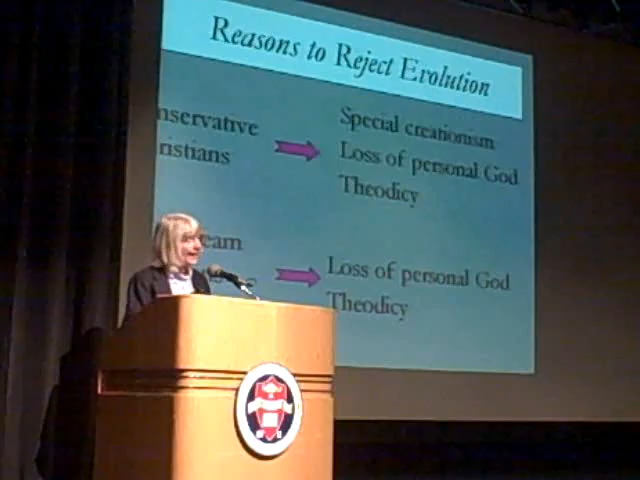 Reasons to Reject Evolution
nservative
ristians
Special creationism
Loss of personal God
Theodicy
eam
Loss of personal God
Theodicy